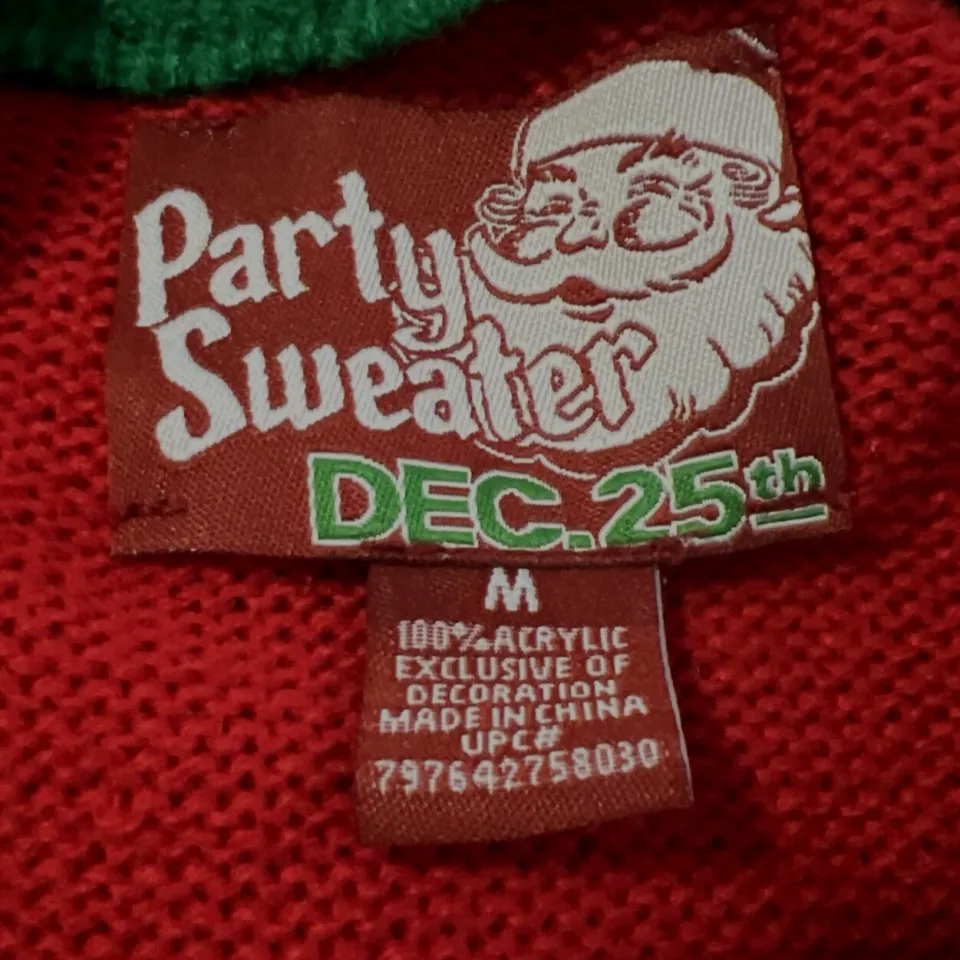 Party
Sweater
DEC.25th
M
100% ACRYLIC
EXCLUSIVE OF
DECORATION
MADE IN CHINA
UPC#
797642758030